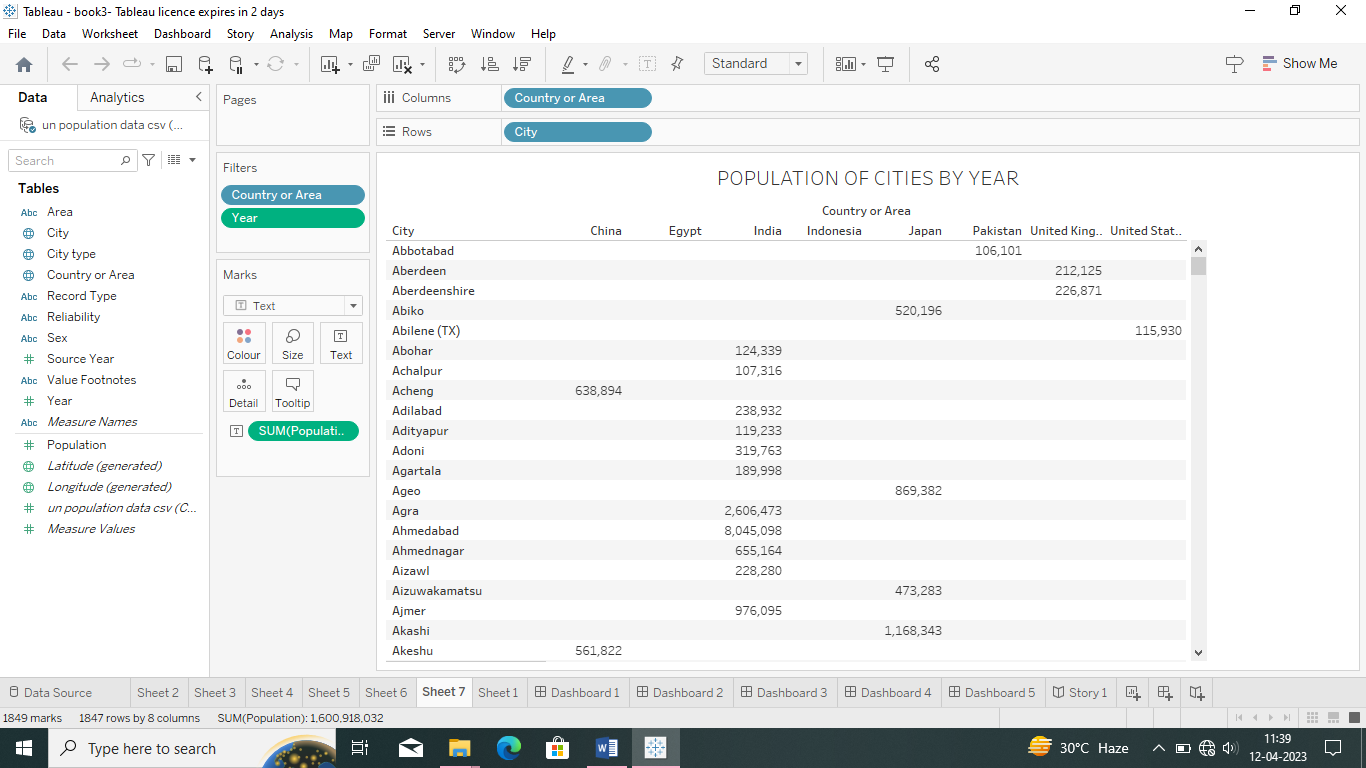 Tableau - book3- Tableau licence expires in 2 days
File Data Worksheet Dashboard Story Analysis Map Format Server Window Help
Standard
Show Me
Data Analytics
un population data csv (...
Search
Tables
Abc Area
City
City type
Country or Area
Abc Record Type
Abc Reliability
Abc Sex
# Source Year
Abc Value Footnotes
# Year
Abc Measure Names
# Population
Latitude (generated)
Longitude (generated)
# un population data csv (C...
# Measure Values
Pages
Filters
Country or Area
Year
Marks
T Text
Colour Size Text
Detail Tooltip
T SUM(Populati..
Columns Country or Area
Rows City
POPULATION OF CITIES BY YEAR
Country or Area
City China Egypt India Indonesia Japan Pakistan United King.. United Stat..
Abbotabad 106,101
Aberdeen 212,125
Aberdeenshire 226,871
Abiko 520,196
Abilene (TX) 115,930
Abohar 124,339
Achalpur 107,316
Acheng 638,894
Adilabad 238,932
Adityapur 119,233
Adoni 319,763
Agartala 189,998
Ageo 869,382
Agra 2,606,473
Ahmedabad 8,045,098
Ahmednagar 655,164
Aizawl 228,280
Aizuwakamatsu 473,283
Ajmer 976,095
Akashi 1,168,343
Akeshu 561,822
Data Source Sheet 2 Sheet 3 Sheet 4 Sheet 5 Sheet 6 Sheet 7 Sheet 1 Dashboard 1 Dashboard 2 Dashboard 3 Dashboard 4 Dashboard 5 Story 1
1849 marks 1847 rows by 8 columns SUM(Population): 1,600,918,032
Type here to search
30°C Haze
11:39
12-04-2023